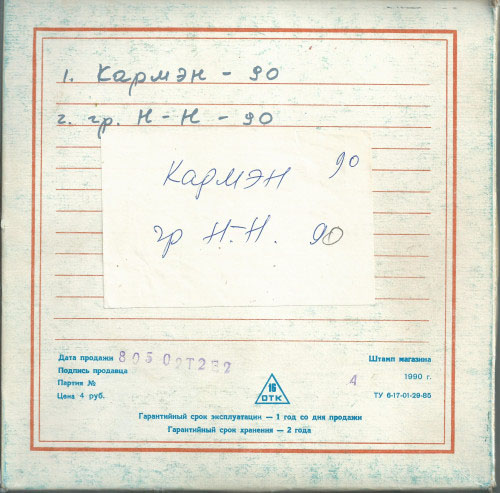 1. Кармэн - 90
2. гр. Н-Н - 90
Кармэн 90
гр Н-Н. 90
Дата продажи 80502Т2В2
Подпись продавца
Партия №
Цена 4 руб.
16
ОТК
А
Штамп магазина
1990 г.
ТУ 6-17-01-29-85
Гарантийный срок эксплуатации — 1 год со дня продажи
Гарантийный срок хранения — 2 года